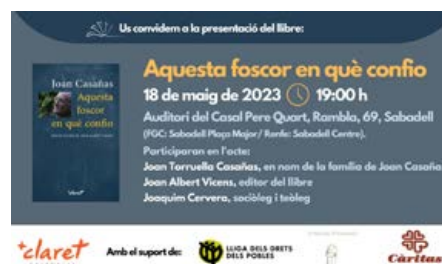 Us convidem a la presentació del llibre:
Joan Casañas
Aquesta
foscor
en què confio
Aquesta foscor en què confio
18 de maig de 2023 19:00 h
Auditori del Casal Pere Quart, Rambla, 69, Sabadell
(FGC: Sabadell Plaça Major/ Renfe: Sabadell Centre).
Participaran en l'acte:
Joan Torruella Casañas, en nom de la família de Joan Casañas
Joan Albert Vicens, editor del llibre
Joaquim Cervera, sociòleg i teòleg
claret
Amb el suport de:
LLIGA DELS DRETS
DELS POBLES
Càritas